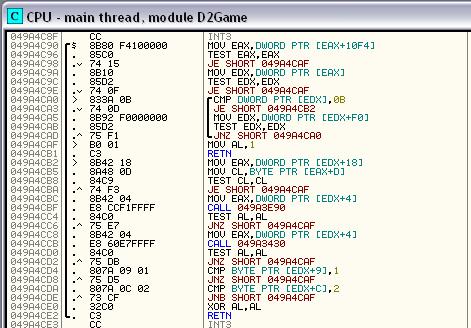 C CPU - main thread, module D2Game
049A4C8F CC INT3
049A4C90 $ 8B80 F4100000 MOV EAX,DWORD PTR [EAX+10F4]
049A4C96 . 85C0 TEST EAX,EAX
049A4C98 . 74 15 JE SHORT 049A4CAF
049A4C9A . 8B10 MOV EDX,DWORD PTR [EAX]
049A4C9C . 85D2 TEST EDX,EDX
049A4C9E . 74 0F JE SHORT 049A4CAF
049A4CA0 > 833A 0B CMP DWORD PTR [EDX],0B
049A4CA3 . 74 0D JE SHORT 049A4CB2
049A4CA5 . 8B92 F0000000 MOV EDX,DWORD PTR [EDX+F0]
049A4CAB . 85D2 TEST EDX,EDX
049A4CAD . 75 F1 JNZ SHORT 049A4CA0
049A4CAF > B0 01 MOV AL,1
049A4CB1 . C3 RETN
049A4CB2 > 8B42 18 MOV EAX,DWORD PTR [EDX+18]
049A4CB5 . 8A48 0D MOV CL,BYTE PTR [EAX+D]
049A4CB8 . 84C9 TEST CL,CL
049A4CBA . 74 F3 JE SHORT 049A4CAF
049A4CBC . 8B42 04 MOV EAX,DWORD PTR [EDX+4]
049A4CBF . E8 CCF1FFFF CALL 049A3E90
049A4CC4 . 84C0 TEST AL,AL
049A4CC6 . 75 E7 JNZ SHORT 049A4CAF
049A4CC8 . 8B42 04 MOV EAX,DWORD PTR [EDX+4]
049A4CCB . E8 60E7FFFF CALL 049A3430
049A4CD0 . 84C0 TEST AL,AL
049A4CD2 . 75 DB JNZ SHORT 049A4CAF
049A4CD4 . 807A 09 01 CMP BYTE PTR [EDX+9],1
049A4CD8 . 75 D5 JNZ SHORT 049A4CAF
049A4CDA . 807A 0C 02 CMP BYTE PTR [EDX+C],2
049A4CDE . 73 CF JNB SHORT 049A4CAF
049A4CE0 . 32C0 XOR AL,AL
049A4CE2 . C3 RETN
049A4CE3 CC INT3